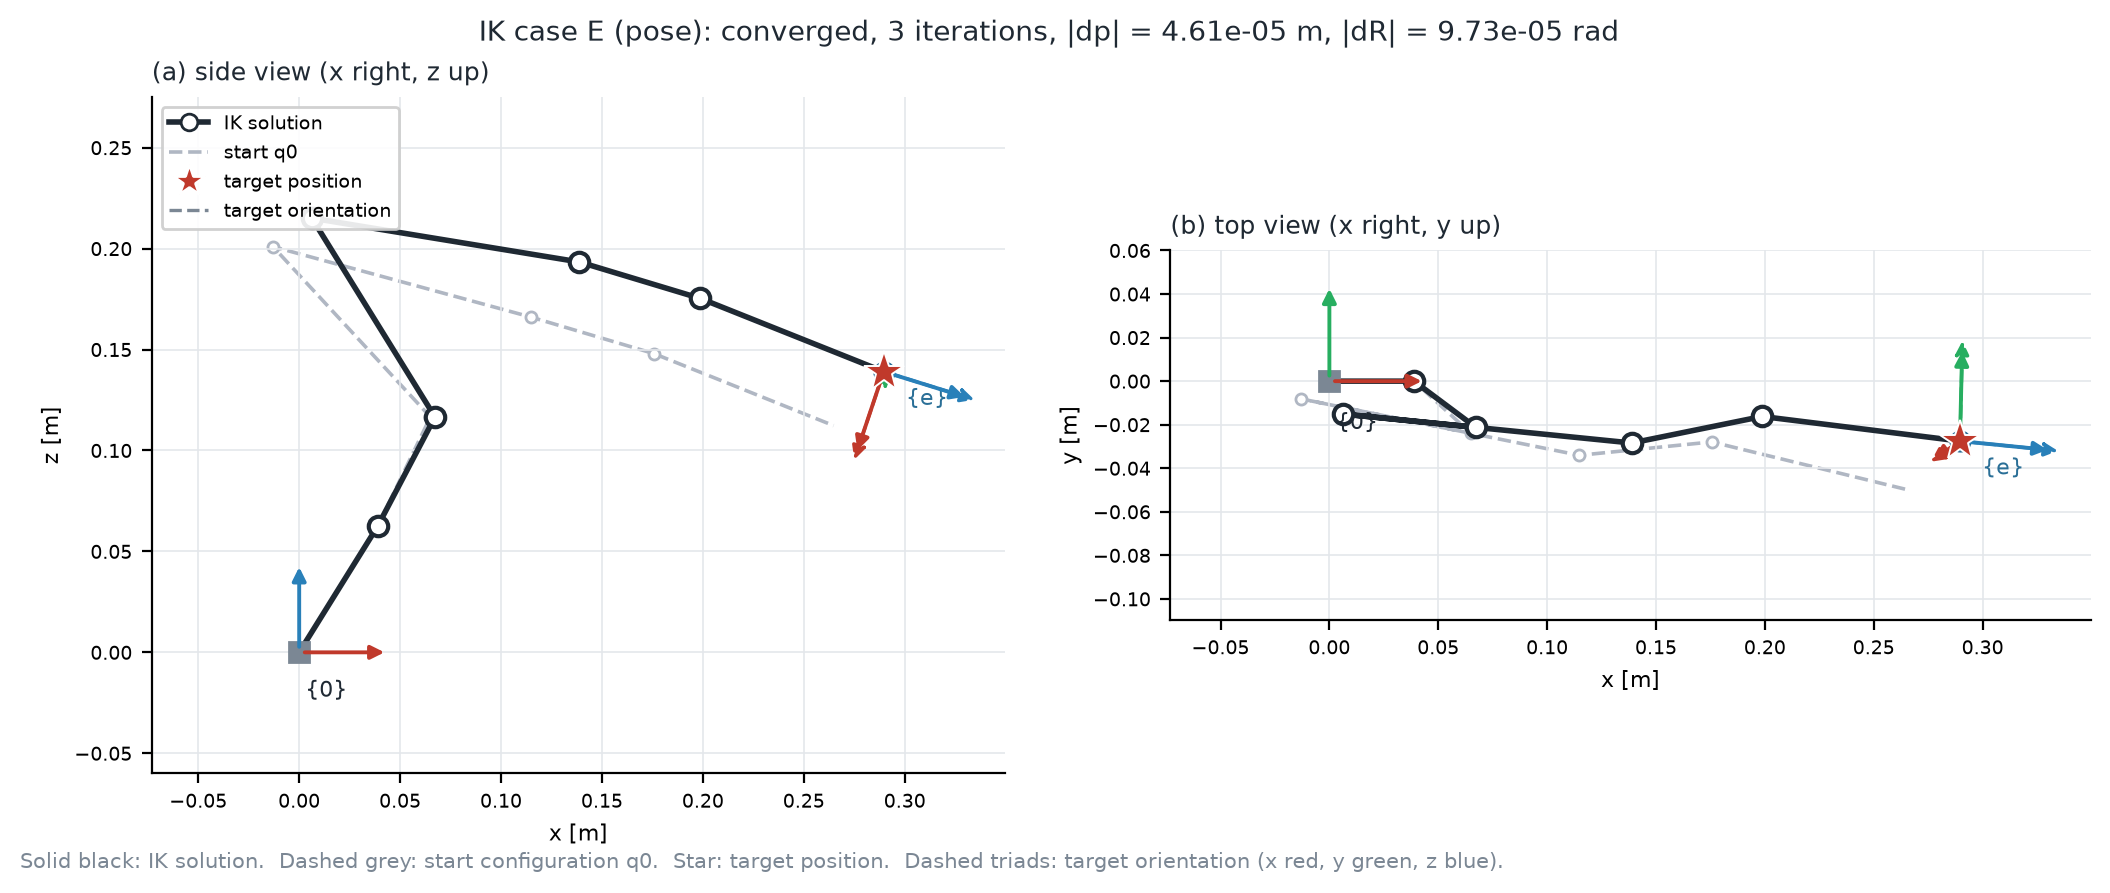 IK case E (pose): converged, 3 iterations, |dp| = 4.61e-05 m, |dR| = 9.73e-05 rad
(a) side view (x right, z up)
IK solution
start q0
target position
target orientation
0.25
0.20
0.15
0.10
0.05
0.00
−0.05
z [m]
{e}
{0}
−0.05 0.00 0.05 0.10 0.15 0.20 0.25 0.30
x [m]
(b) top view (x right, y up)
0.06
0.04
0.02
0.00
−0.02
−0.04
−0.06
−0.08
−0.10
y [m]
{0}
{e}
−0.05 0.00 0.05 0.10 0.15 0.20 0.25 0.30
x [m]
Solid black: IK solution. Dashed grey: start configuration q0. Star: target position. Dashed triads: target orientation (x red, y green, z blue).